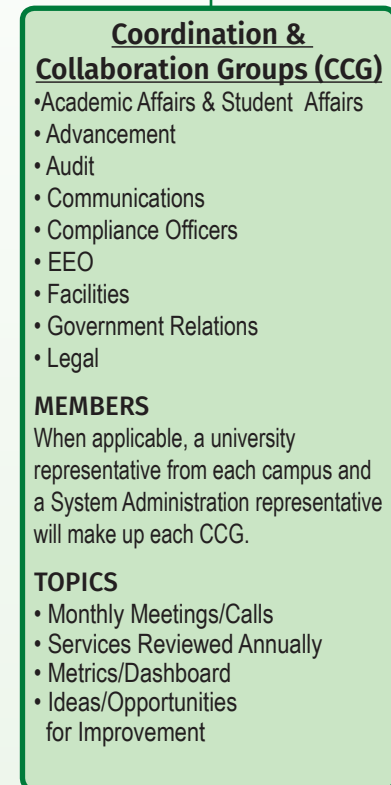 Coordination &
Collaboration Groups (CCG)
•Academic Affairs & Student Affairs
• Advancement
• Audit
• Communications
• Compliance Officers
• EEO
• Facilities
• Government Relations
• Legal
MEMBERS
When applicable, a university
representative from each campus and
a System Administration representative
will make up each CCG.
TOPICS
• Monthly Meetings/Calls
• Services Reviewed Annually
• Metrics/Dashboard
• Ideas/Opportunities
for Improvement